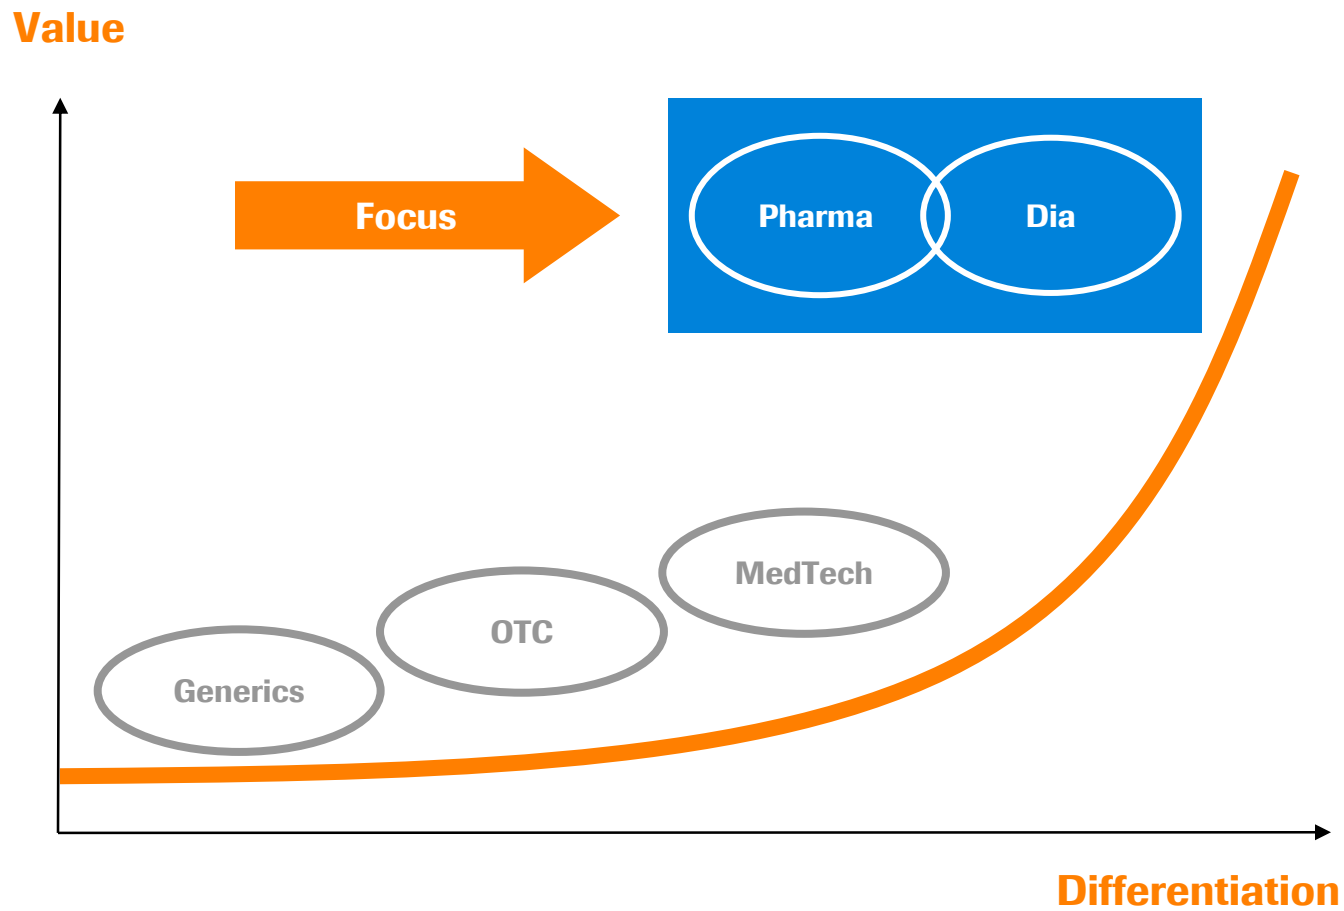 Value
Focus
Pharma
Dia
MedTech
OTC
Generics
Differentiation